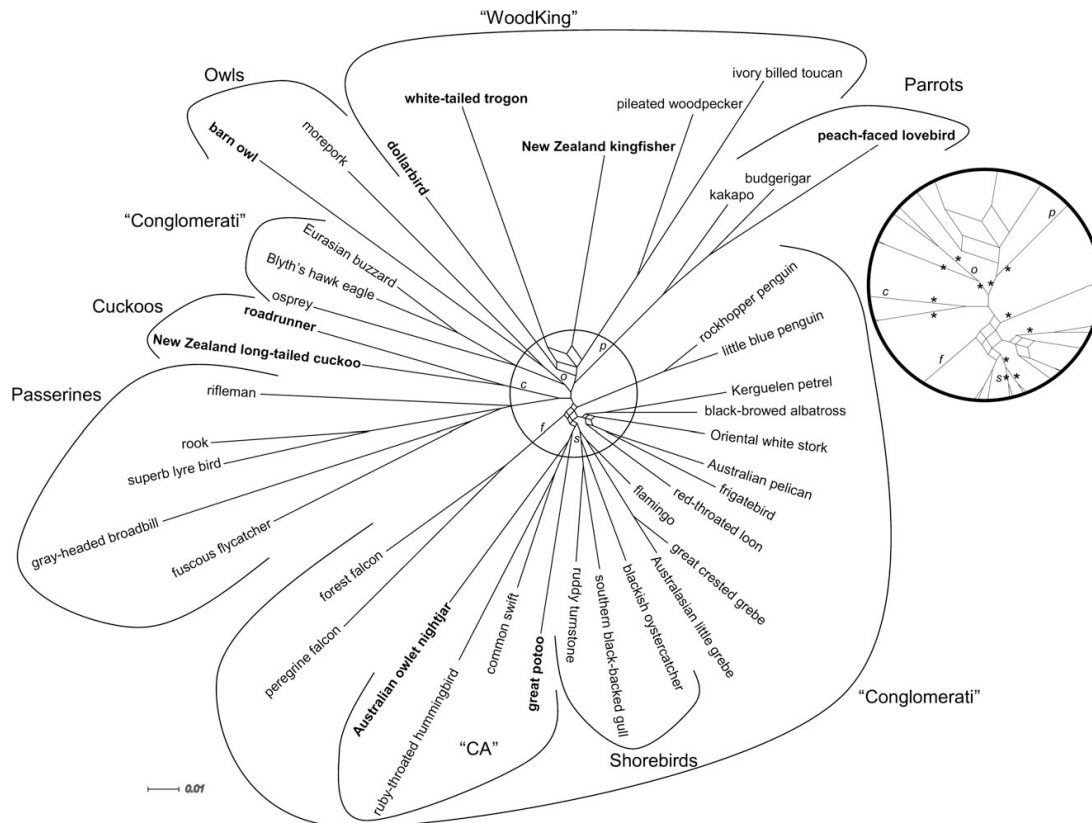 “WoodKing”
Owls
ivory billed toucan
Parrots
white-tailed trogon
pileated woodpecker
barn owl
morepork
dollarbird
New Zealand kingfisher
peach-faced lovebird
budgerigar
kakapo
“Conglomerati”
Eurasian buzzard
Blyth’s hawk eagle
osprey
Cuckoos
roadrunner
New Zealand long-tailed cuckoo
Passerines
rifleman
rook
superb lyre bird
gray-headed broadbill
fuscous flycatcher
rockhopper penguin
little blue penguin
Kerguelen petrel
black-browed albatross
Oriental white stork
Australian pelican
frigatebird
red-throated loon
flamingo
great crested grebe
Australasian little grebe
blackish oystercatcher
southern black-backed gull
ruddy turnstone
great potoo
common swift
ruby-throated hummingbird
Australian owlet nightjar
peregrine falcon
forest falcon
“CA”
Shorebirds
“Conglomerati”
0.01
p
o
c
f
s
p
*
*
o
*
*
*
c
*
*
*
f
*
s
*
*